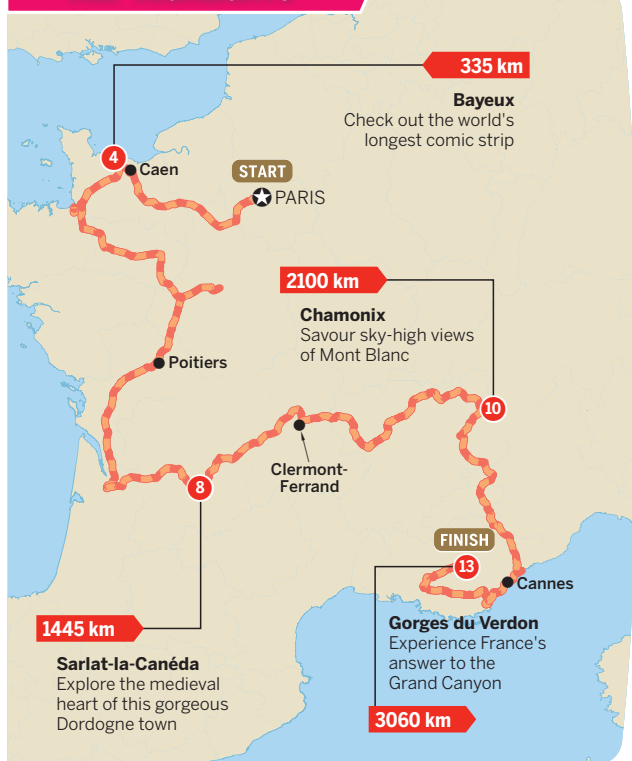 335 km
Bayeux
Check out the world's
longest comic strip
4
Caen
START
PARIS
2100 km
Chamonix
Savour sky-high views
of Mont Blanc
Poitiers
10
Clermont-
Ferrand
8
FINISH
13
Cannes
1445 km
Sarlat-la-Canéda
Explore the medieval
heart of this gorgeous
Dordogne town
Gorges du Verdon
Experience France's
answer to the
Grand Canyon
3060 km